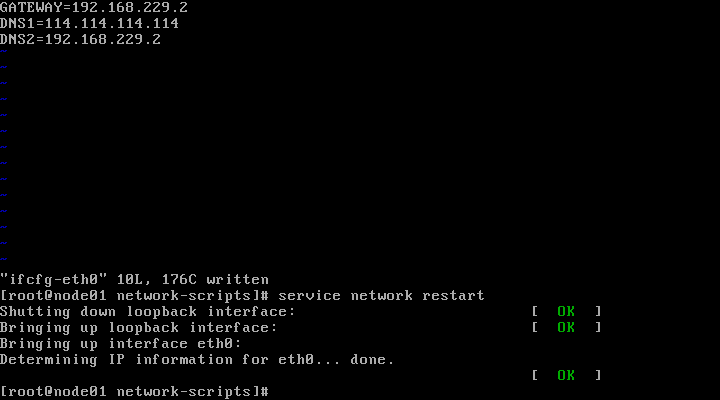 GATEWAY=192.168.229.2
DNS1=114.114.114.114
DNS2=192.168.229.2
~
~
~
~
~
~
~
~
~
~
~
~
~
~
"ifcfg-eth0" 10L, 176C written
[root@node01 network-scripts]# service network restart
Shutting down loopback interface: [ OK ]
Bringing up loopback interface: [ OK ]
Bringing up interface eth0:
Determining IP information for eth0... done.
[ OK ]
[root@node01 network-scripts]#